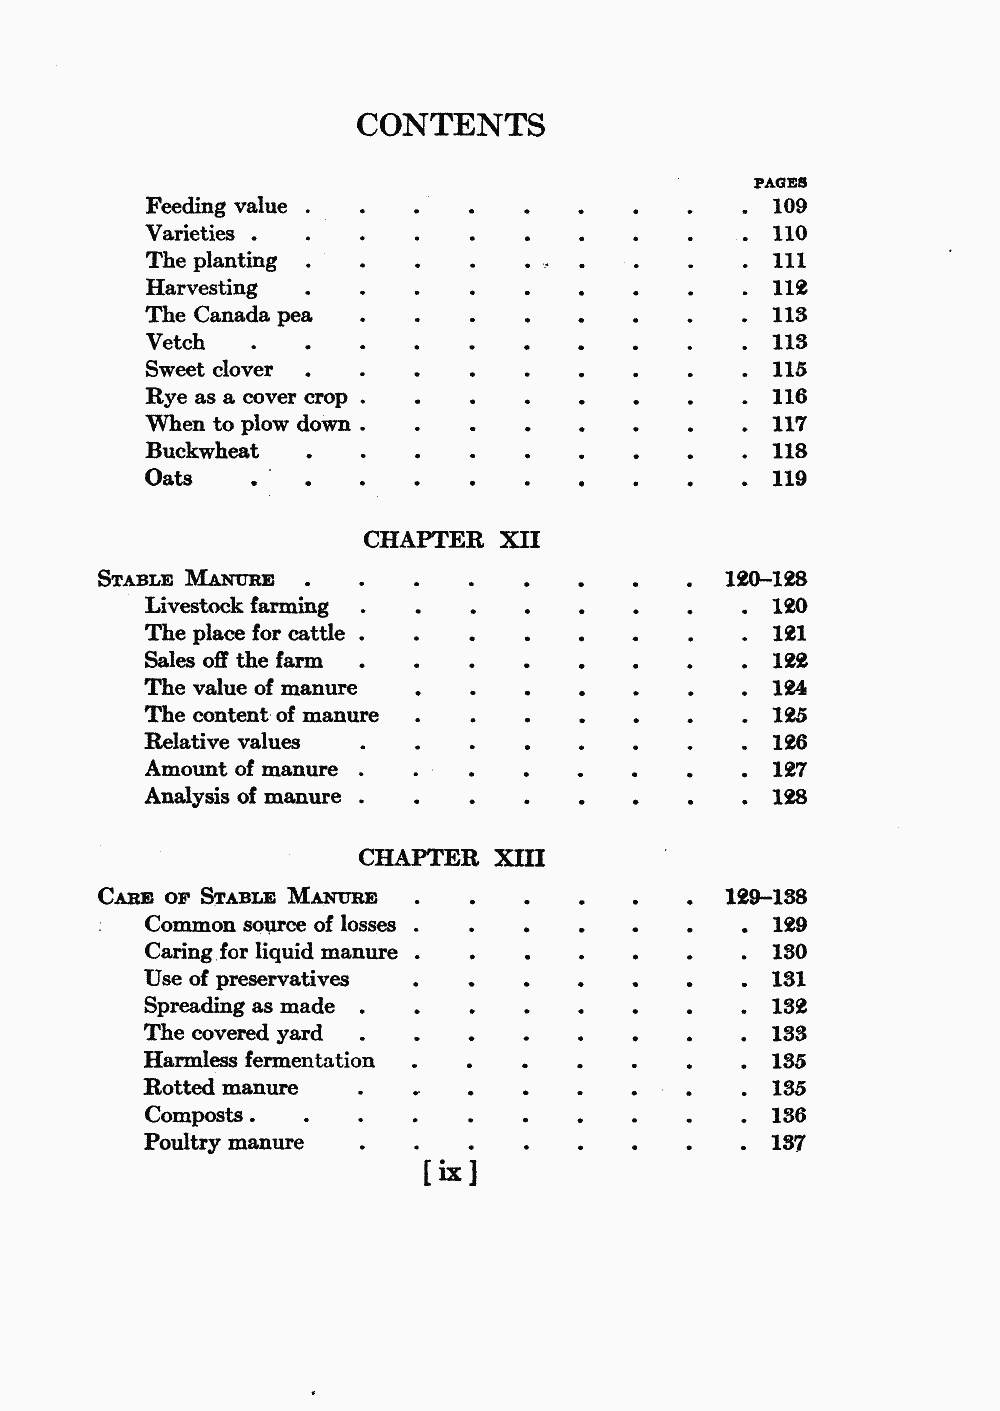 CONTENTS
PAGES
Feeding value . . . . . . . . . 109
Varieties . . . . . . . . . . 110
The planting . . . . . . . . . 111
Harvesting . . . . . . . . . 112
The Canada pea . . . . . . . . 113
Vetch . . . . . . . . . . 113
Sweet clover . . . . . . . . . 115
Rye as a cover crop . . . . . . . . 116
When to plow down . . . . . . . . 117
Buckwheat . . . . . . . . . 118
Oats . . . . . . . . . . 119
CHAPTER XII
STABLE MANURE . . . . . . . . 120–128
Livestock farming . . . . . . . . 120
The place for cattle . . . . . . . . 121
Sales off the farm . . . . . . . . 122
The value of manure . . . . . . . 124
The content of manure . . . . . . . 125
Relative values . . . . . . . . 126
Amount of manure . . . . . . . . 127
Analysis of manure . . . . . . . . 128
CHAPTER XIII
CARE OF STABLE MANURE . . . . . . 129–138
Common source of losses . . . . . . . 129
Caring for liquid manure . . . . . . . 130
Use of preservatives . . . . . . . 131
Spreading as made . . . . . . . . 132
The covered yard . . . . . . . . 133
Harmless fermentation . . . . . . . 135
Rotted manure . . . . . . . . 135
Composts . . . . . . . . . . 136
Poultry manure . . . . . . . . 137
[ ix ]